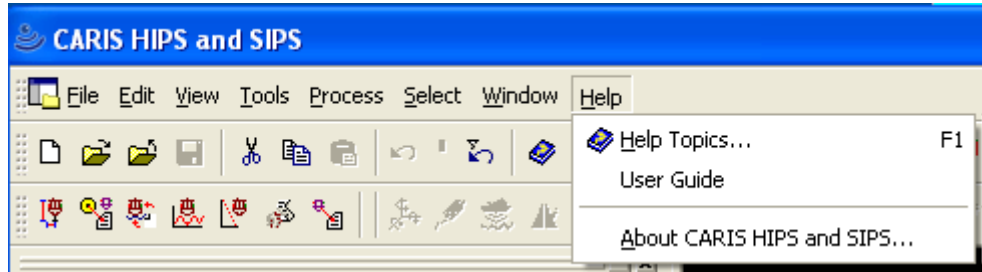 CARIS HIPS and SIPS
File Edit View Tools Process Select Window Help
Help Topics... F1
User Guide
About CARIS HIPS and SIPS...